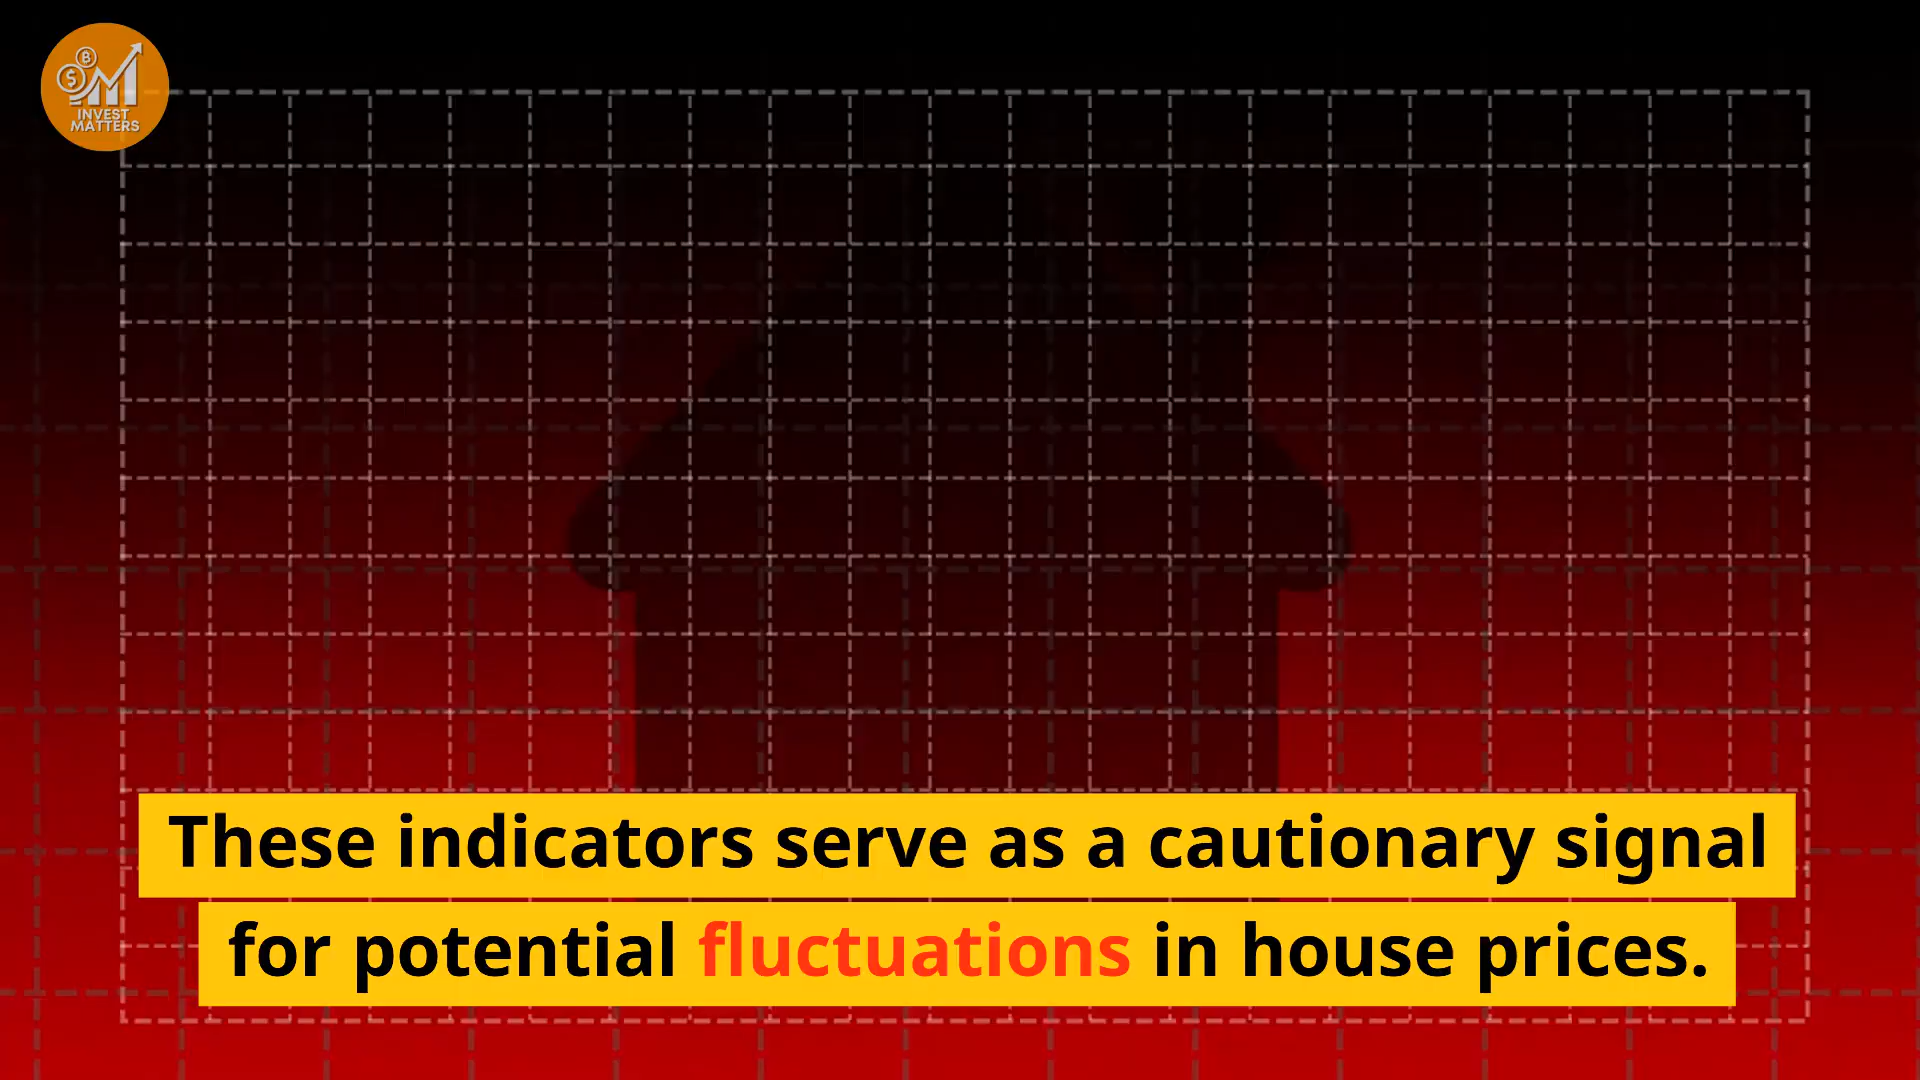 $ B
INVEST
MATTERS
These indicators serve as a cautionary signal
for potential fluctuations in house prices.